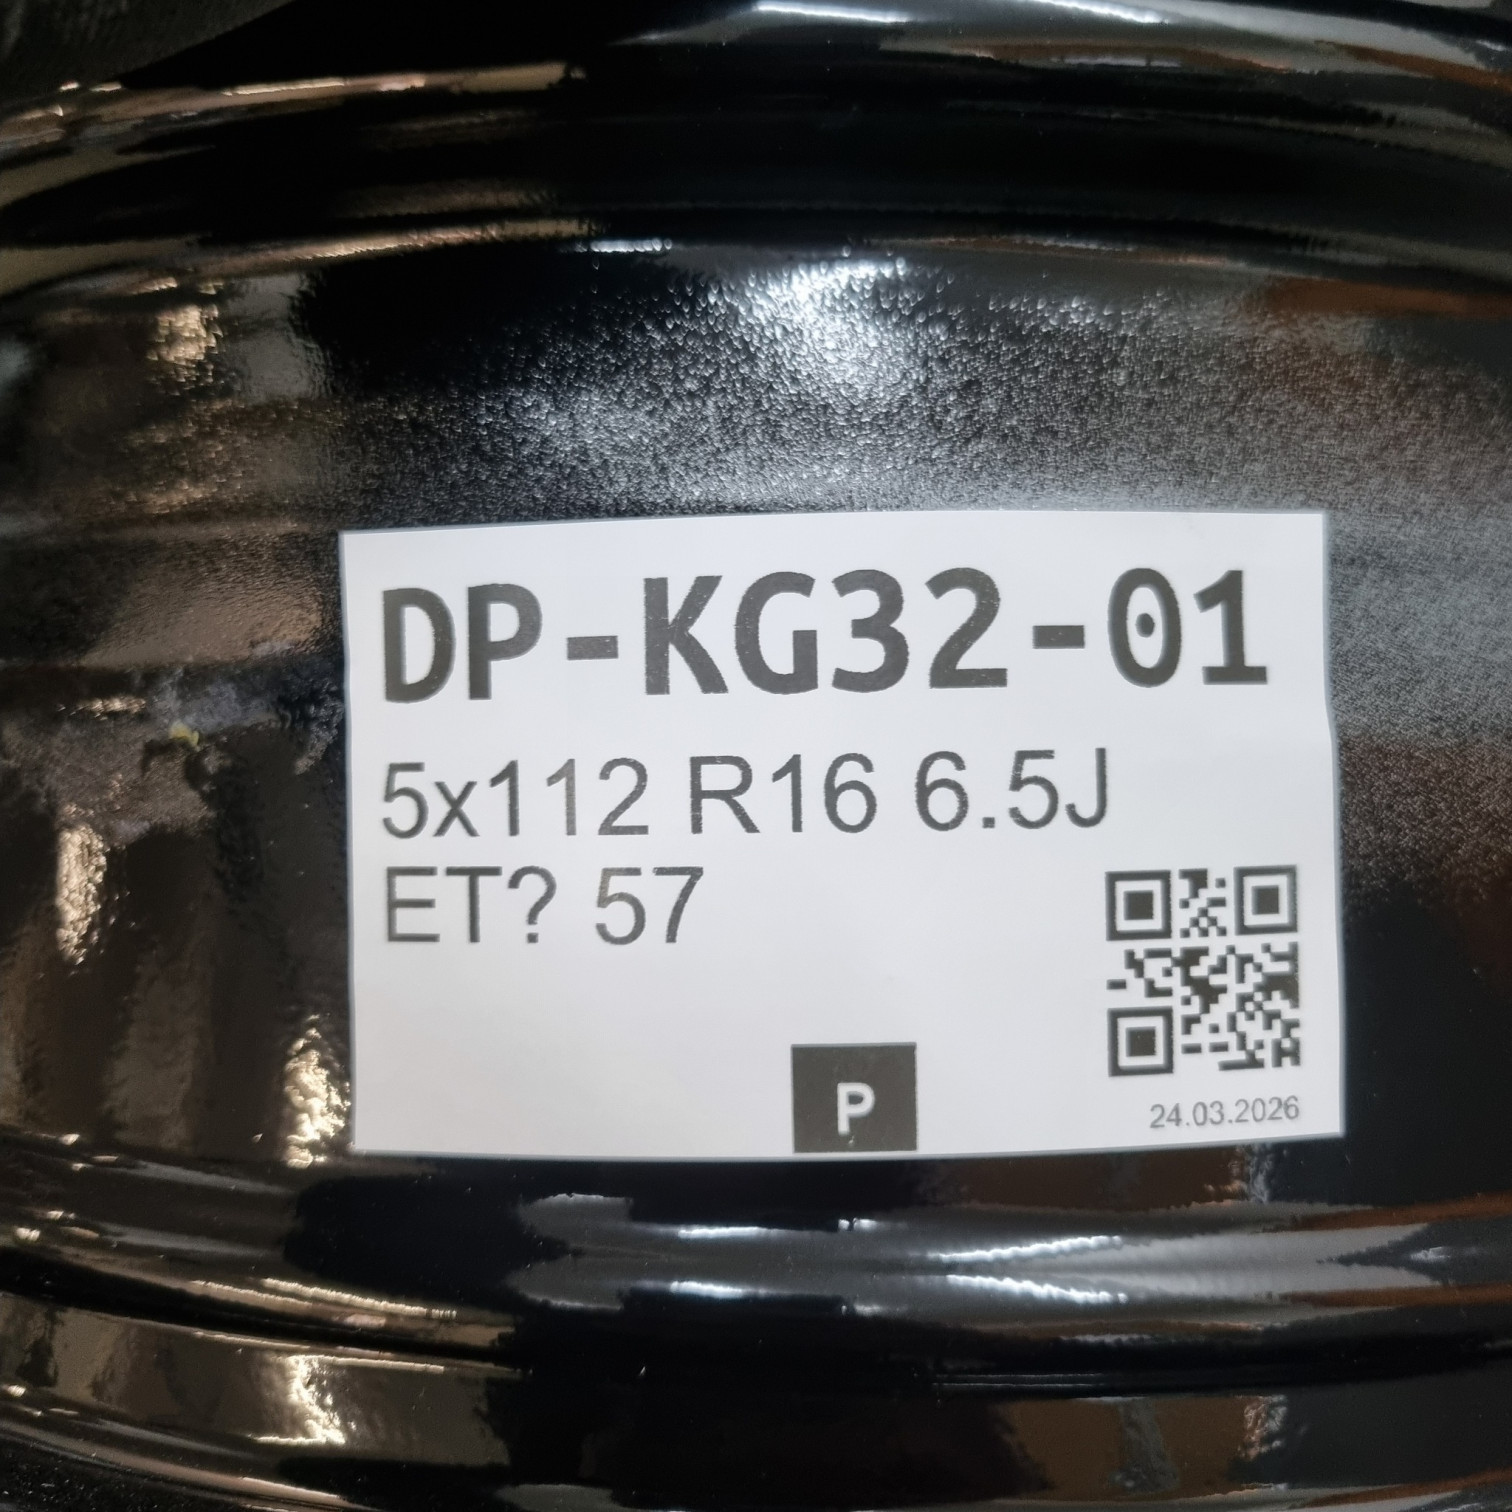 DP-KG32-01
5x112 R16 6.5J
ET? 57
P
24.03.2026